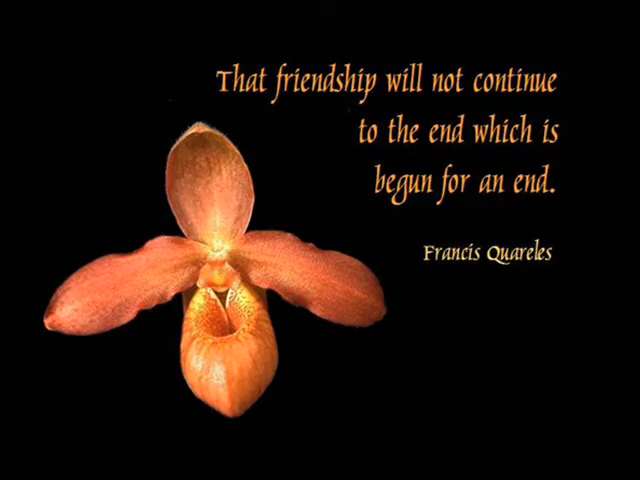 That friendship will not continue
to the end which is
begun for an end.
Francis Quareles